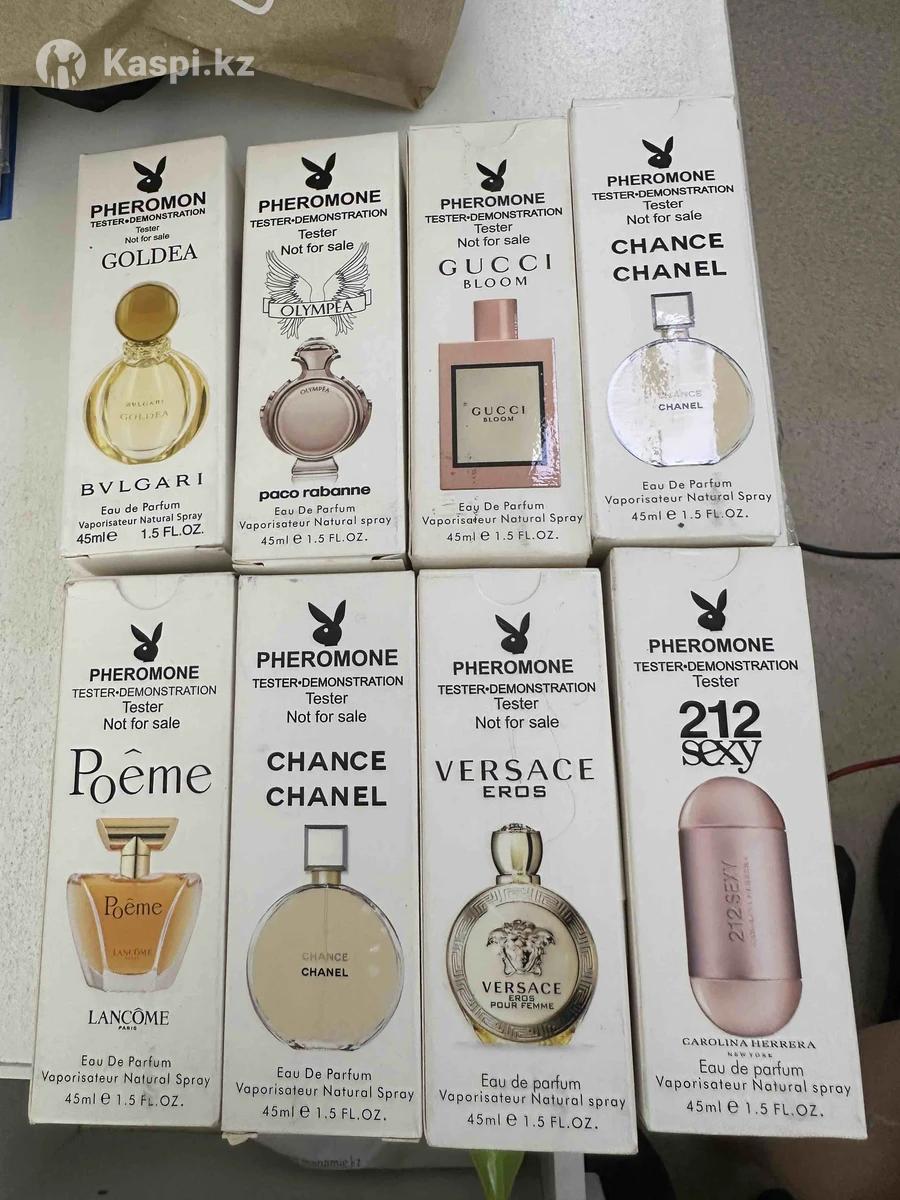 Kaspi.kz
PHEROMON
TESTER•DEMONSTRATION
Tester
Not for sale
GOLDEA
BVLGARI
GOLDEA
BVLGARI
Eau de Parfum
Vaporisateur Natural Spray
45ml e 1.5 FL.OZ.
PHEROMONE
TESTER•DEMONSTRATION
Tester
Not for sale
OLYMPÉA
OLYMPÉA
paco rabanne
Eau De Parfum
Vaporisateur Natural spray
45ml e 1.5 FL.OZ.
PHEROMONE
TESTER•DEMONSTRATION
Tester
Not for sale
GUCCI
BLOOM
GUCCI
BLOOM
Eau De Parfum
Vaporisateur Natural Spray
45ml e 1.5 FL.OZ.
PHEROMONE
TESTER•DEMONSTRATION
Tester
Not for sale
CHANCE
CHANEL
CHANCE
CHANEL
Eau De Parfum
Vaporisateur Natural Spray
45ml e 1.5 FL.OZ.
PHEROMONE
TESTER•DEMONSTRATION
Tester
Not for sale
Poême
Poême
LANCÔME
LANCÔME
PARIS
Eau De Parfum
Vaporisateur Natural Spray
45ml e 1.5 FL.OZ.
PHEROMONE
TESTER•DEMONSTRATION
Tester
Not for sale
CHANCE
CHANEL
CHANCE
CHANEL
Eau De Parfum
Vaporisateur Natural Spray
45ml e 1.5 FL.OZ.
PHEROMONE
TESTER•DEMONSTRATION
Tester
Not for sale
VERSACE
EROS
VERSACE
EROS
POUR FEMME
Eau de parfum
Vaporisateur Natural spray
45ml e 1.5 FL.OZ.
PHEROMONE
TESTER•DEMONSTRATION
Tester
212
sexy
212 SEXY
CAROLINA HERRERA
NEW YORK
Eau de parfum
Vaporisateur Natural spray
45ml e 1.5 FL.OZ.